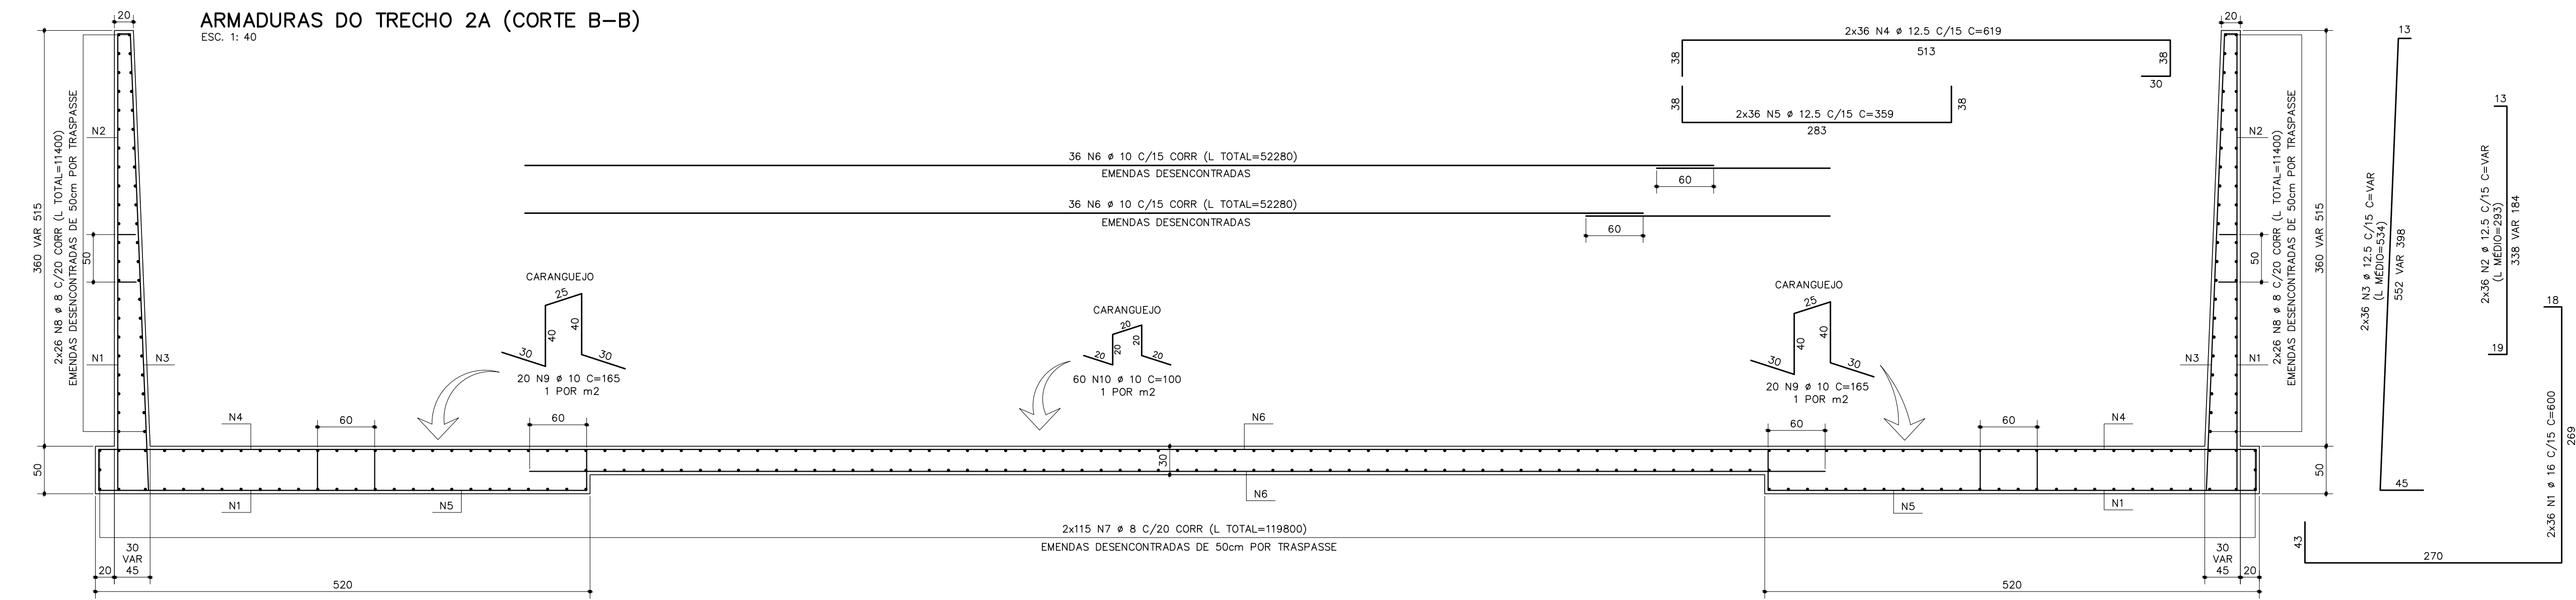 ARMADURAS DO TRECHO 2A (CORTE B-B)
ESC. 1: 40
20
360 VAR 515
50
2x26 N8 ø 8 C/20 CORR (L TOTAL=11400)
EMENDAS DESENCONTRADAS DE 50cm POR TRASPASSE
N2
50
N1
N3
N4
60
60
N1
N5
30
VAR
45
20
520
36 N6 ø 10 C/15 CORR (L TOTAL=52280)
EMENDAS DESENCONTRADAS
60
36 N6 ø 10 C/15 CORR (L TOTAL=52280)
EMENDAS DESENCONTRADAS
60
CARANGUEJO
25
40
40
30
30
20 N9 ø 10 C=165
1 POR m2
CARANGUEJO
20
20
20
20
20
60 N10 ø 10 C=100
1 POR m2
CARANGUEJO
25
40
40
30
30
20 N9 ø 10 C=165
1 POR m2
N6
30
N6
2x115 N7 ø 8 C/20 CORR (L TOTAL=119800)
EMENDAS DESENCONTRADAS DE 50cm POR TRASPASSE
2x36 N4 ø 12.5 C/15 C=619
513
38
38
30
2x36 N5 ø 12.5 C/15 C=359
283
38
38
20
N2
2x26 N8 ø 8 C/20 CORR (L TOTAL=11400)
EMENDAS DESENCONTRADAS DE 50cm POR TRASPASSE
360 VAR 515
50
50
N3
N1
60
60
N4
N5
N1
30
VAR
45
20
520
13
2x36 N3 ø 12.5 C/15 C=VAR
(L MÉDIO=534)
552 VAR 398
45
13
2x36 N2 ø 12.5 C/15 C=VAR
(L MÉDIO=293)
338 VAR 184
19
18
2x36 N1 ø 16 C/15 C=600
269
43
270